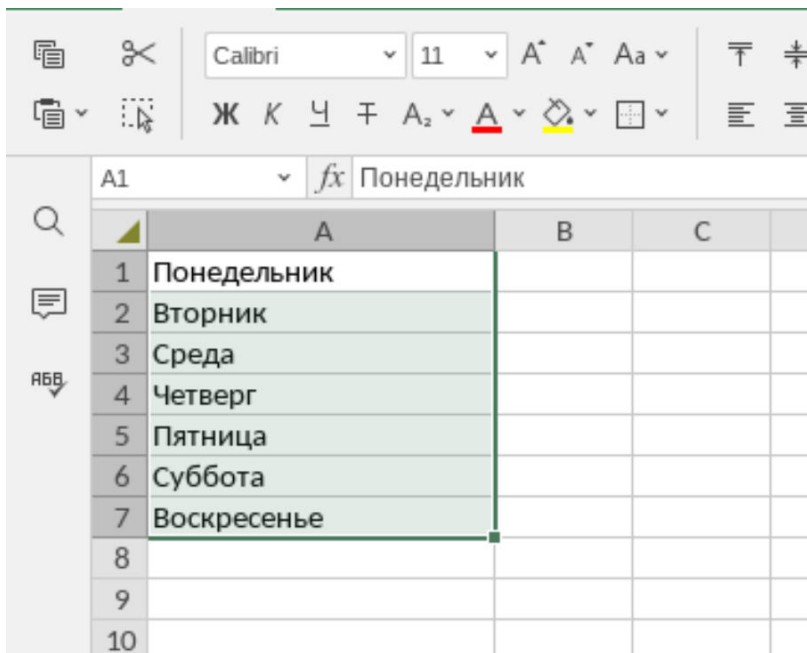 Calibri 11 A A Aa
Ж К Ч Т A₂ A
A1 fx Понедельник
A B C
1 Понедельник
2 Вторник
3 Среда
АБВ
4 Четверг
5 Пятница
6 Суббота
7 Воскресенье
8
9
10